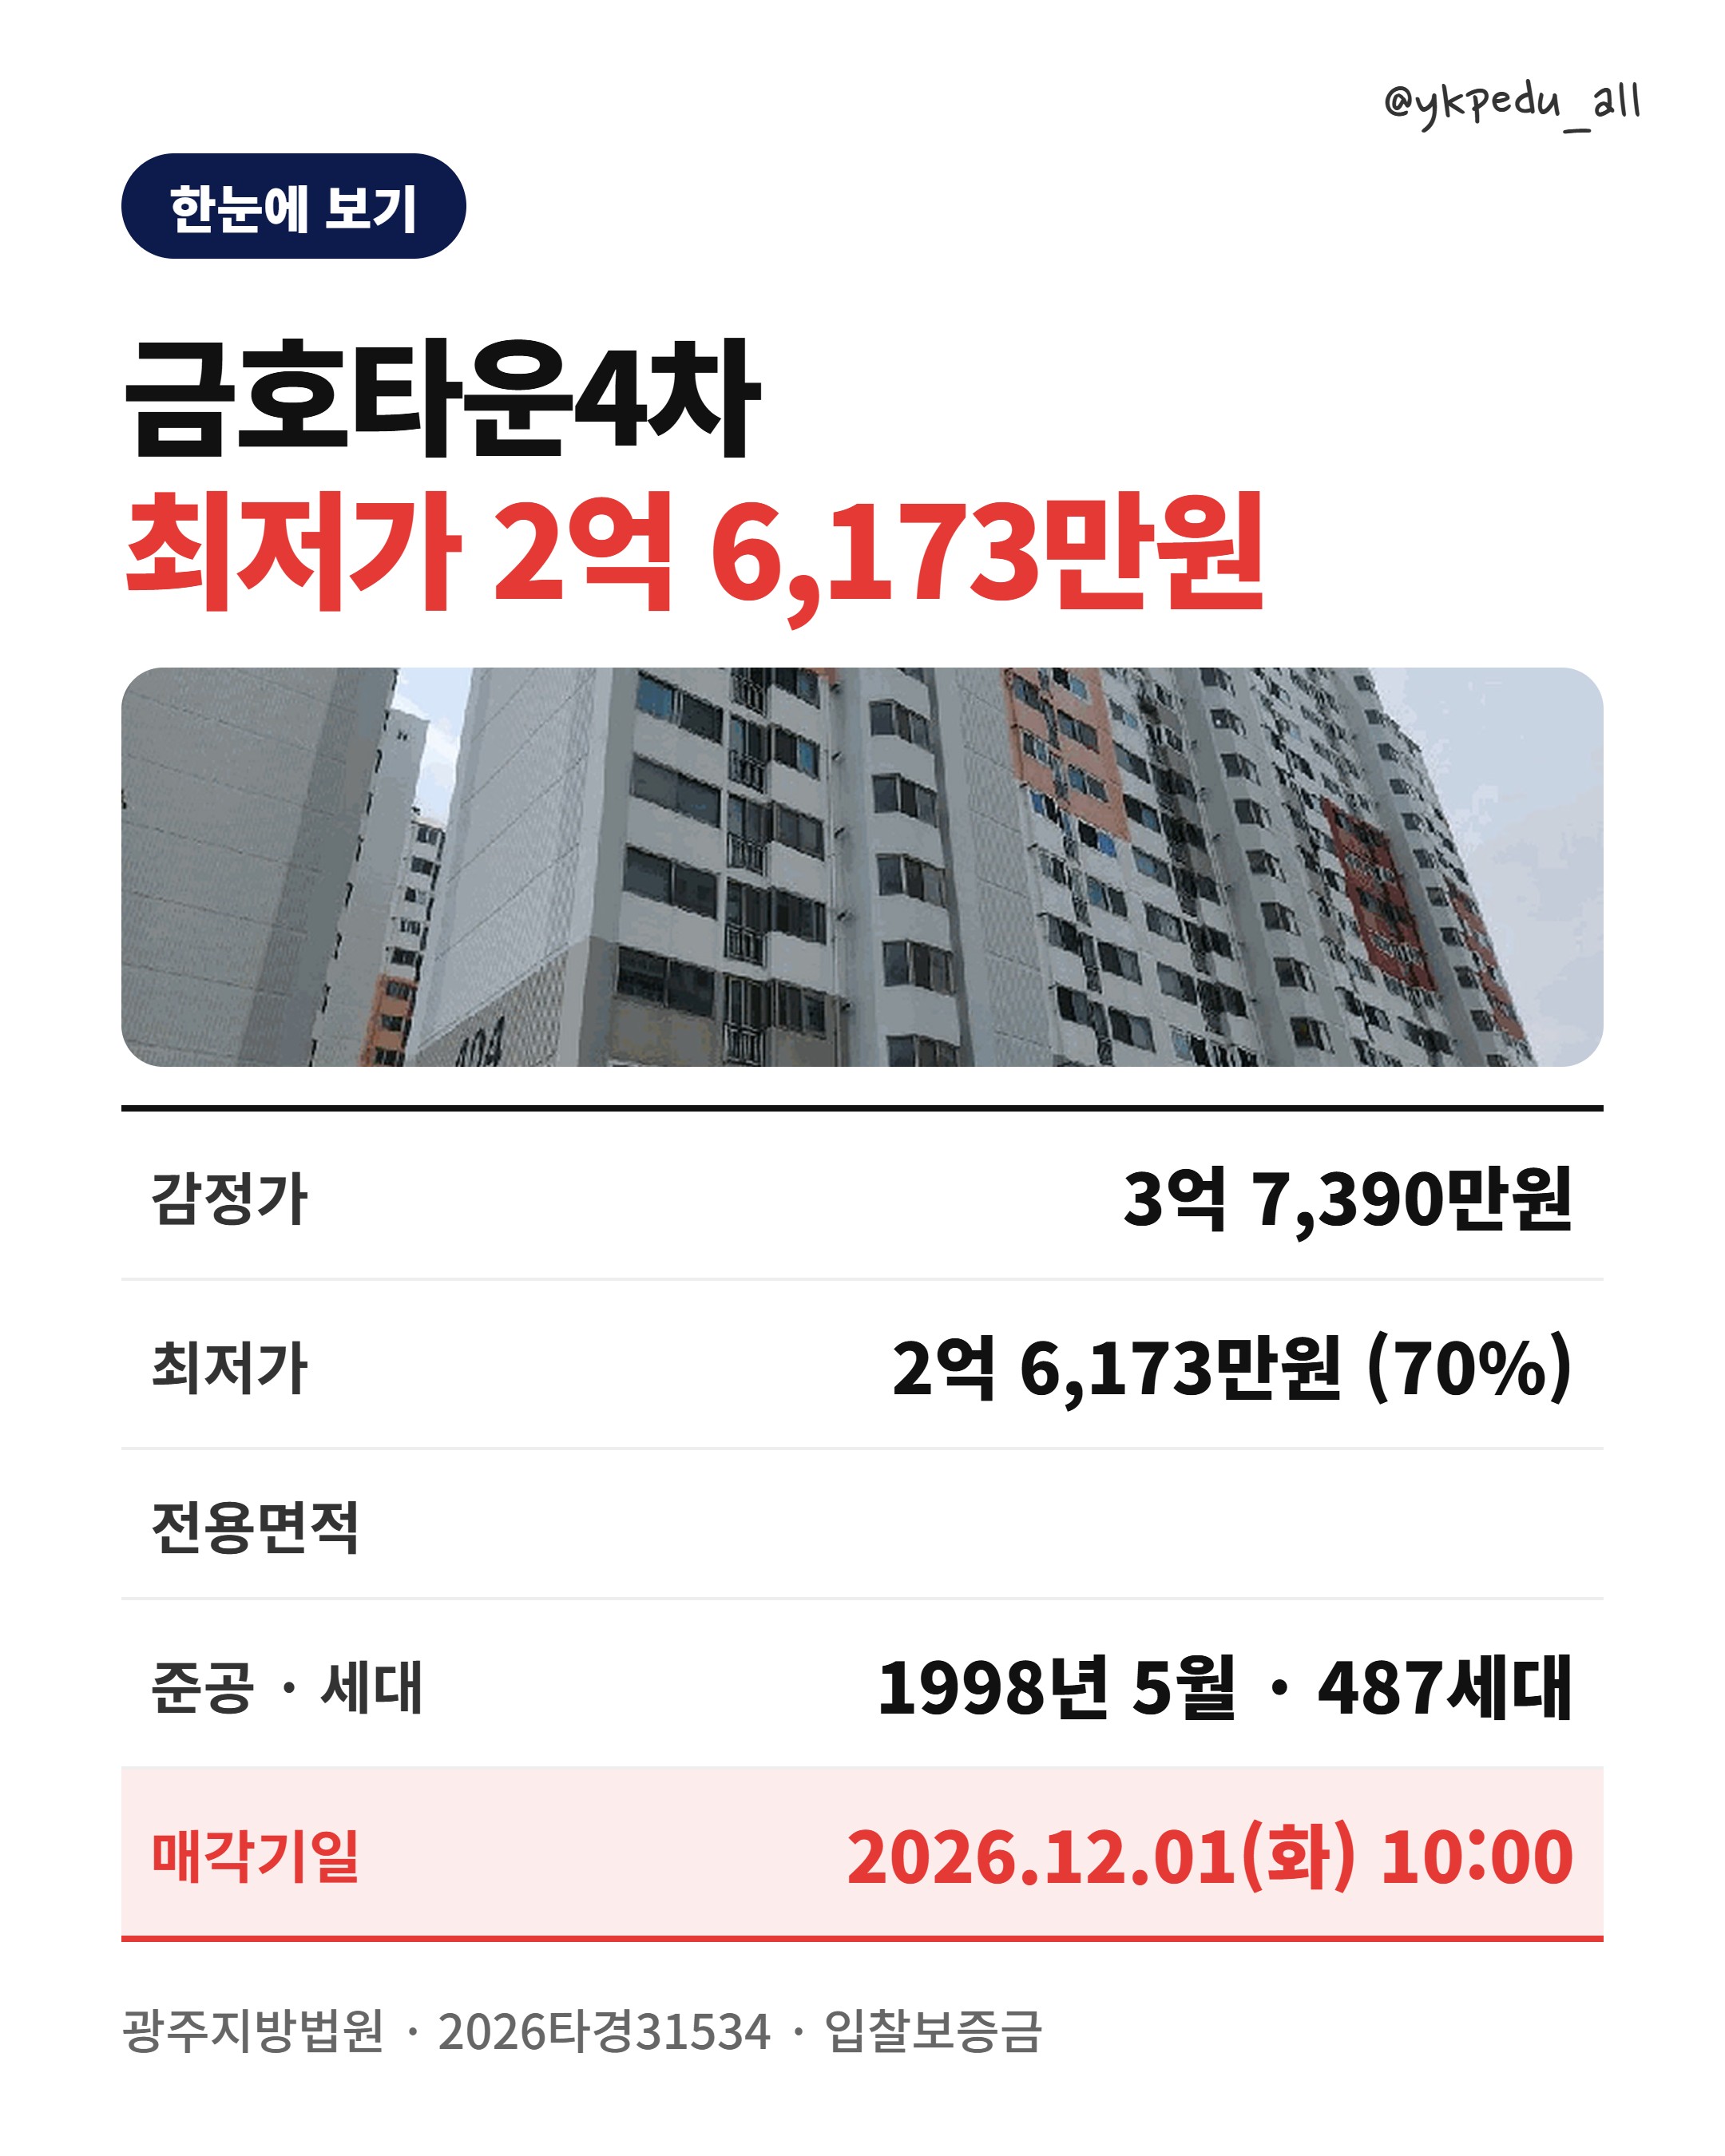 @ykpedu_all
한눈에 보기
금호타운4차
최저가 2억 6,173만원
404
감정가 3억 7,390만원
최저가 2억 6,173만원 (70%)
전용면적
준공 · 세대 1998년 5월 · 487세대
매각기일 2026.12.01(화) 10:00
광주지방법원 · 2026타경31534 · 입찰보증금